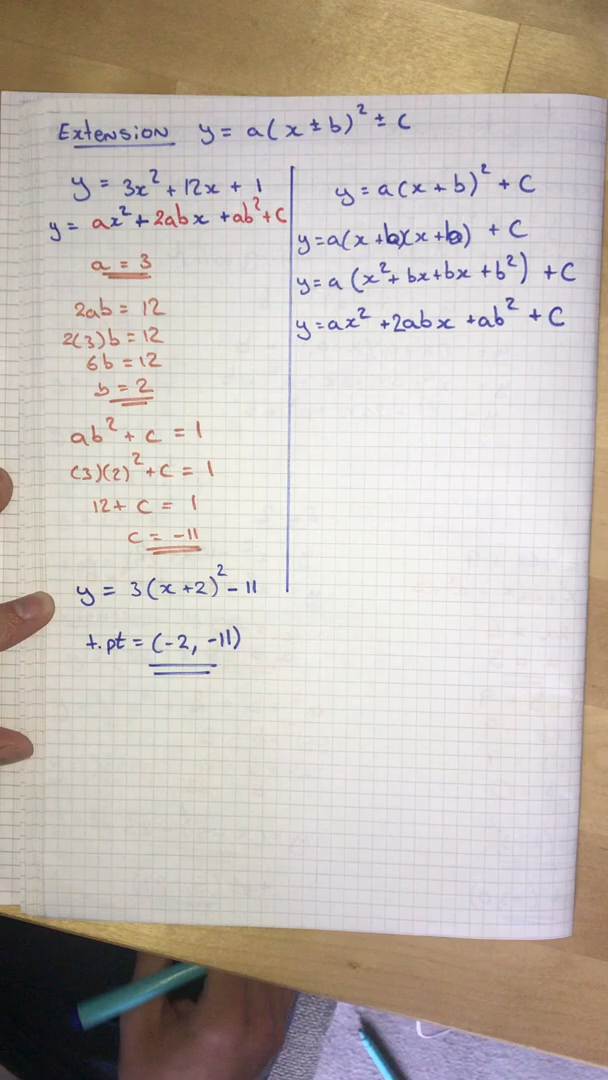 Extension y = a(x ± b)² ± c
y = 3x² + 12x + 1
y = ax² + 2abx + ab² + c
a = 3
2ab = 12
2(3)b = 12
6b = 12
b = 2
ab² + c = 1
(3)(2)² + c = 1
12 + c = 1
c = -11
y = 3(x+2)² - 11
t.pt = (-2, -11)
y = a(x + b)² + c
y = a(x + b)(x + b) + c
y = a(x² + bx + bx + b²) + c
y = ax² + 2abx + ab² + c